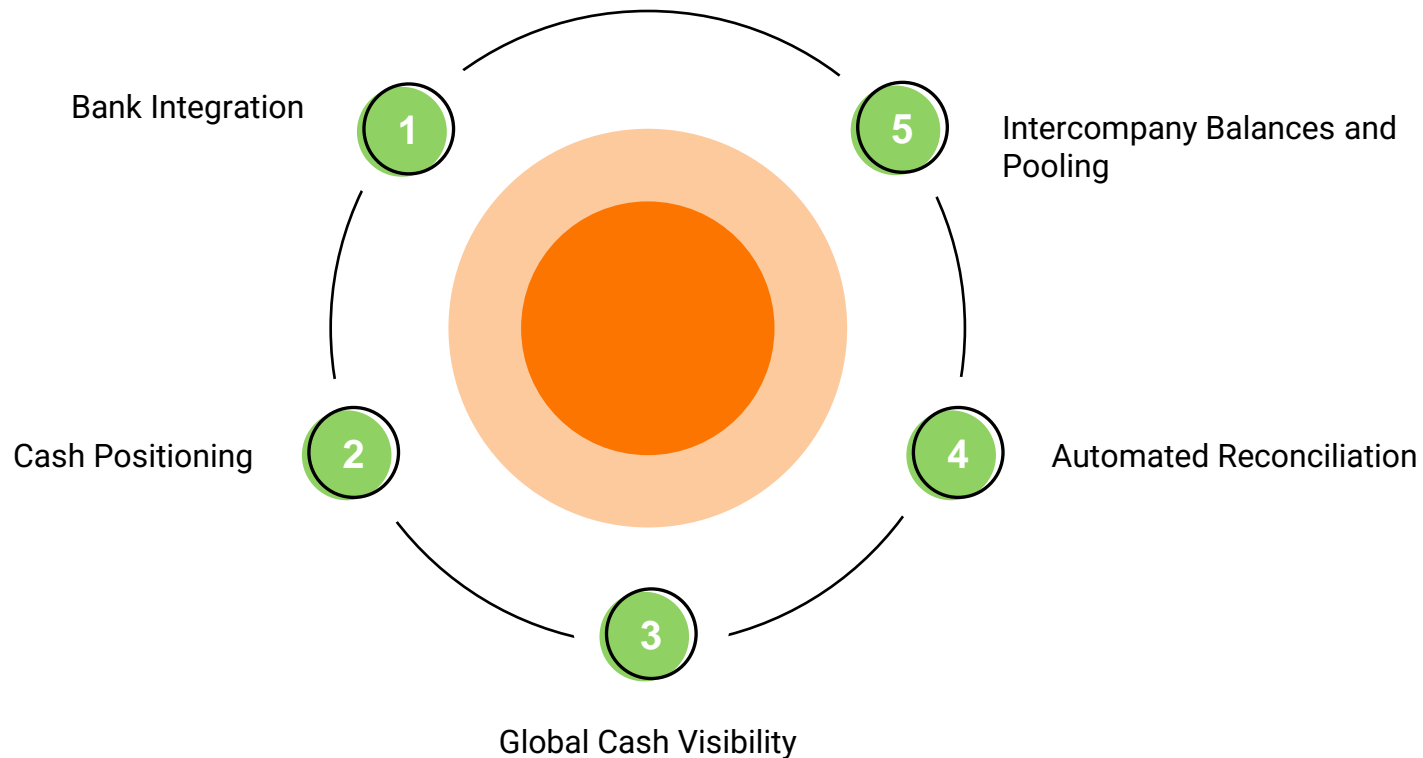 1
Bank Integration
2
Cash Positioning
3
Global Cash Visibility
4
Automated Reconciliation
5
Intercompany Balances and
Pooling